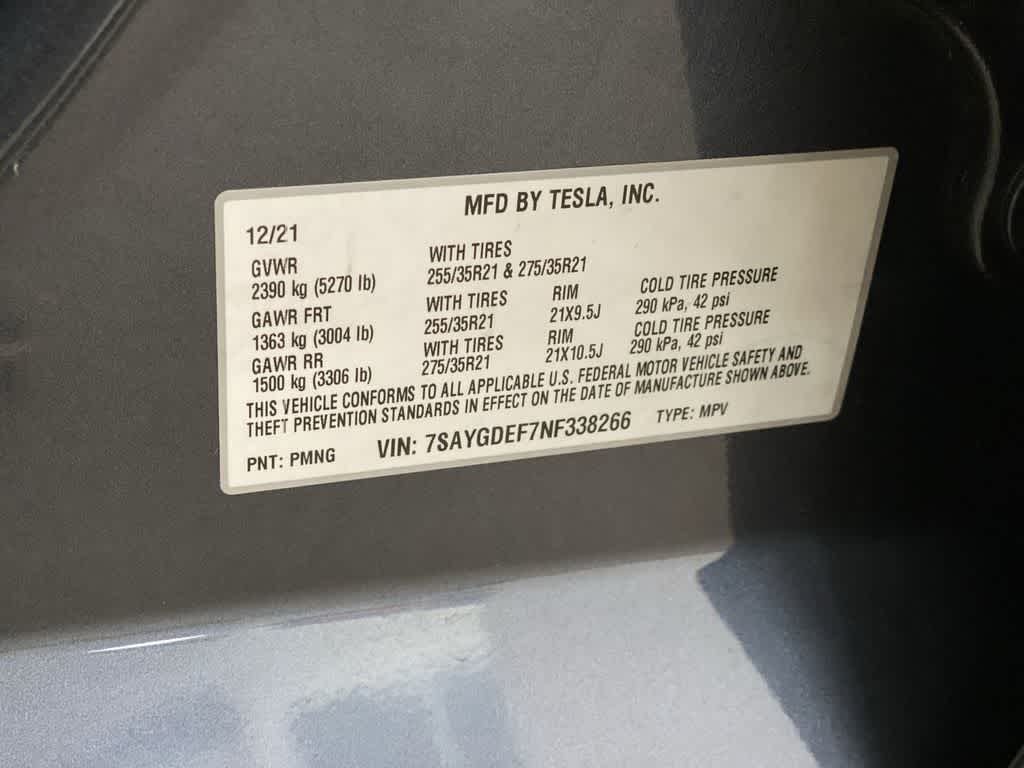 MFD BY TESLA, INC.
12/21
GVWR WITH TIRES
2390 kg (5270 lb) 255/35R21 & 275/35R21
GAWR FRT WITH TIRES RIM COLD TIRE PRESSURE
1363 kg (3004 lb) 255/35R21 21X9.5J 290 kPa, 42 psi
GAWR RR WITH TIRES RIM COLD TIRE PRESSURE
1500 kg (3306 lb) 275/35R21 21X10.5J 290 kPa, 42 psi
THIS VEHICLE CONFORMS TO ALL APPLICABLE U.S. FEDERAL MOTOR VEHICLE SAFETY AND
THEFT PREVENTION STANDARDS IN EFFECT ON THE DATE OF MANUFACTURE SHOWN ABOVE.
PNT: PMNG VIN: 7SAYGDEF7NF338266 TYPE: MPV